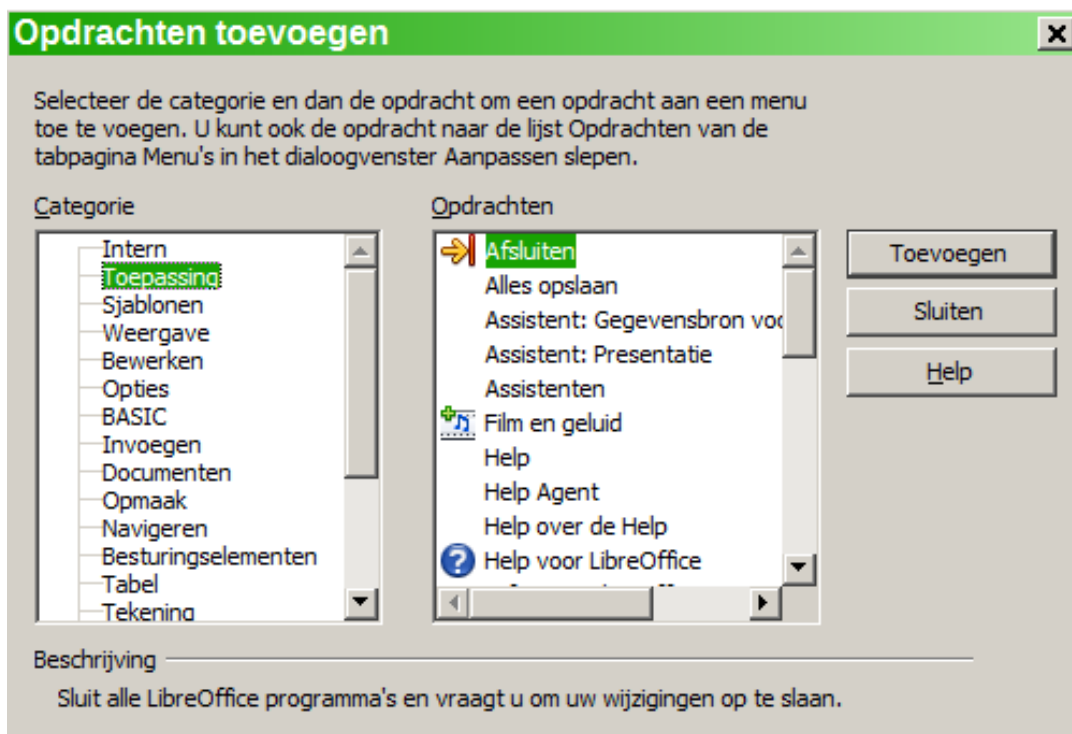 Opdrachten toevoegen
Selecteer de categorie en dan de opdracht om een opdracht aan een menu
toe te voegen. U kunt ook de opdracht naar de lijst Opdrachten van de
tabpagina Menu's in het dialoogvenster Aanpassen slepen.
Categorie
Intern
Toepassing
Sjablonen
Weergave
Bewerken
Opties
BASIC
Invoegen
Documenten
Opmaak
Navigeren
Besturingselementen
Tabel
Tekening
Opdrachten
Afsluiten
Alles opslaan
Assistent: Gegevensbron voo
Assistent: Presentatie
Assistenten
Film en geluid
Help
Help Agent
Help over de Help
Help voor LibreOffice
Toevoegen
Sluiten
Help
Beschrijving
Sluit alle LibreOffice programma's en vraagt u om uw wijzigingen op te slaan.